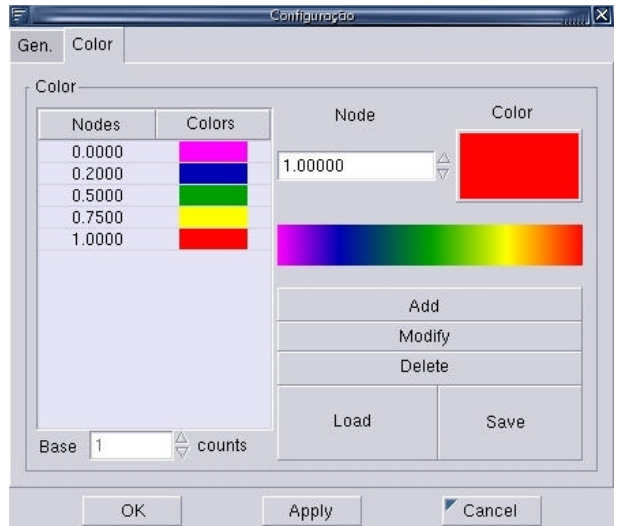 Configuração
Gen. Color
Color
Nodes Colors
0.0000
0.2000
0.5000
0.7500
1.0000
Node Color
1.00000
Add
Modify
Delete
Load Save
Base 1 counts
OK Apply Cancel